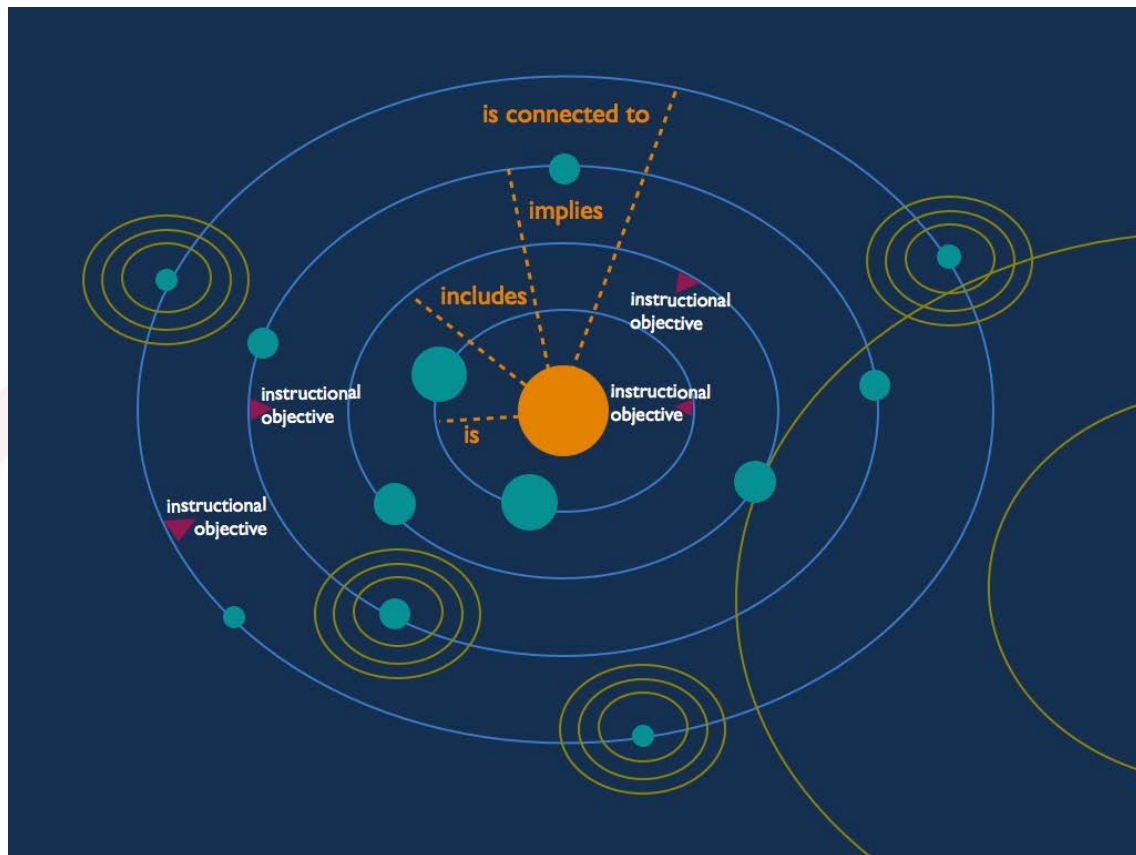 is connected to
implies
includes
instructional
objective
instructional
objective
instructional
objective
is
instructional
objective